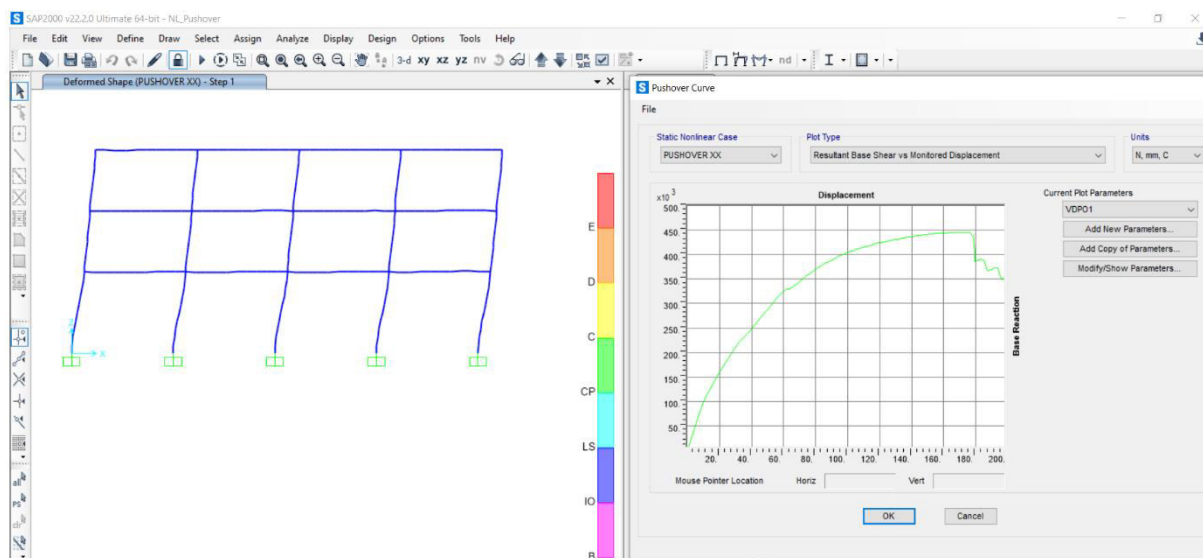 SAP2000 v22.2.0 Ultimate 64-bit - NL_Pushover
File Edit View Define Draw Select Assign Analyze Display Design Options Tools Help
3-d xy xz yz nv
nd
Deformed Shape (PUSHOVER XX) - Step 1
Pushover Curve
File
Static Nonlinear Case
Plot Type
Units
PUSHOVER XX
Resultant Base Shear vs Monitored Displacement
N, mm, C
x10 3
Displacement
Current Plot Parameters
VDPO1
Add New Parameters...
Add Copy of Parameters...
Modify/Show Parameters...
500.
450.
400.
350.
300.
250.
200.
150.
100.
50.
Base Reaction
20. 40. 60. 80. 100. 120. 140. 160. 180. 200.
Mouse Pointer Location Horiz Vert
OK Cancel
E
D
C
CP
LS
IO
B
Z
X
all
PS
clr